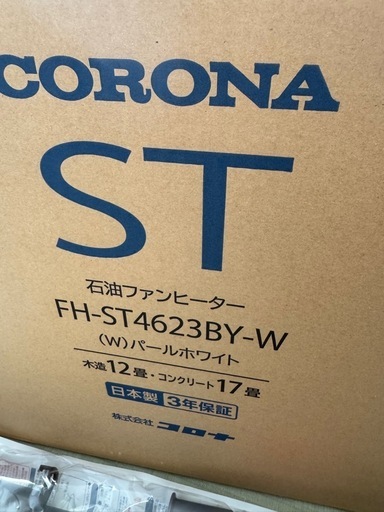 CORONA
ST
石油ファンヒーター
FH-ST4623BY-W
(W)パールホワイト
木造12畳・コンクリート17畳
日本製 3年保証
株式会社 コロナ